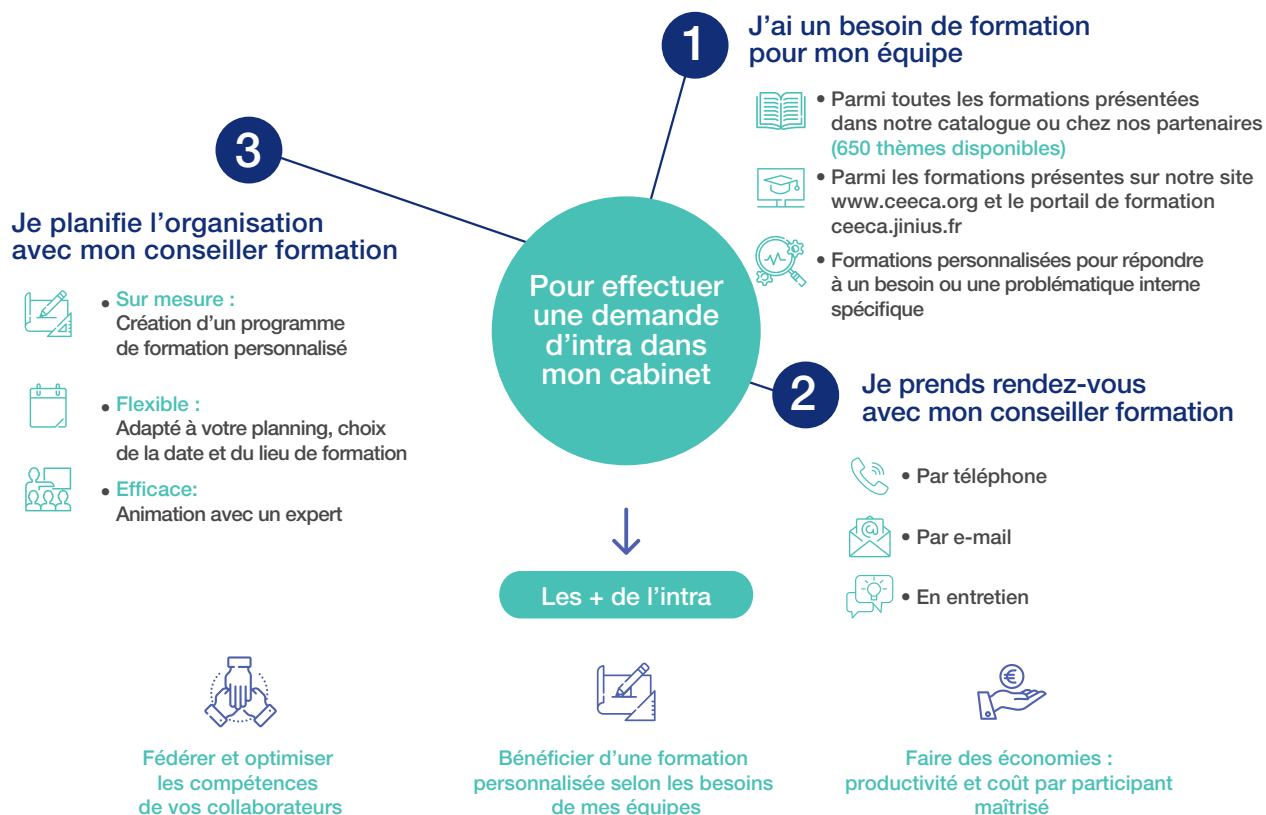 1
J’ai un besoin de formation
pour mon équipe
• Parmi toutes les formations présentées
dans notre catalogue ou chez nos partenaires
(650 thèmes disponibles)
• Parmi les formations présentes sur notre site
www.ceeca.org et le portail de formation
ceeca.jinius.fr
• Formations personnalisées pour répondre
à un besoin ou une problématique interne
spécifique
Pour effectuer
une demande
d’intra dans
mon cabinet
2
Je prends rendez-vous
avec mon conseiller formation
• Par téléphone
• Par e-mail
• En entretien
3
Je planifie l’organisation
avec mon conseiller formation
• Sur mesure :
Création d’un programme
de formation personnalisé
• Flexible :
Adapté à votre planning, choix
de la date et du lieu de formation
• Efficace:
Animation avec un expert
Les + de l’intra
Fédérer et optimiser
les compétences
de vos collaborateurs
Bénéficier d’une formation
personnalisée selon les besoins
de mes équipes
Faire des économies :
productivité et coût par participant
maîtrisé